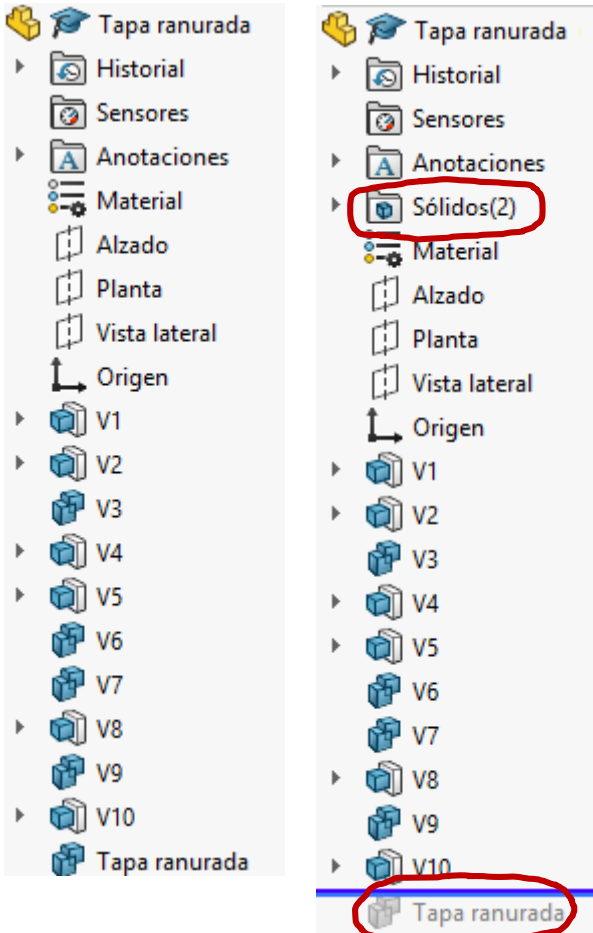 Tapa ranurada
Historial
Sensores
Anotaciones
Material
Alzado
Planta
Vista lateral
Origen
V1
V2
V3
V4
V5
V6
V7
V8
V9
V10
Tapa ranurada
Tapa ranurada
Historial
Sensores
Anotaciones
Sólidos(2)
Material
Alzado
Planta
Vista lateral
Origen
V1
V2
V3
V4
V5
V6
V7
V8
V9
V10
Tapa ranurada